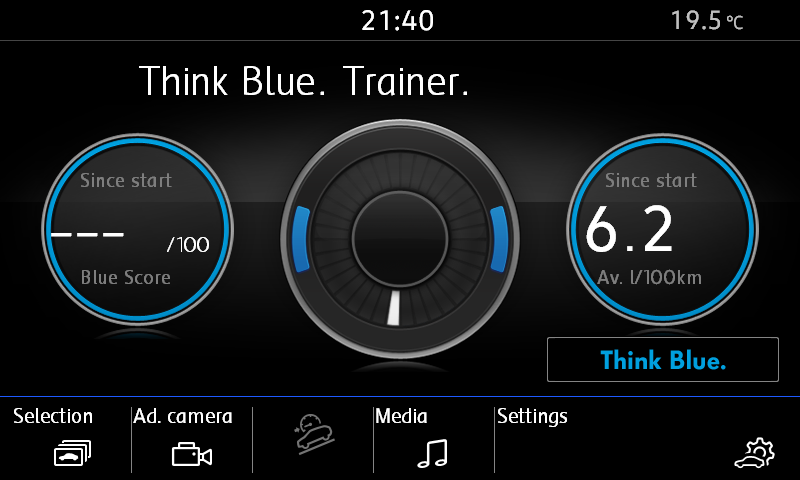 21:40
19.5 °C
Think Blue. Trainer.
Since start
--- /100
Blue Score
Since start
6.2
Av. l/100km
Think Blue.
Selection
Ad. camera
Media
Settings